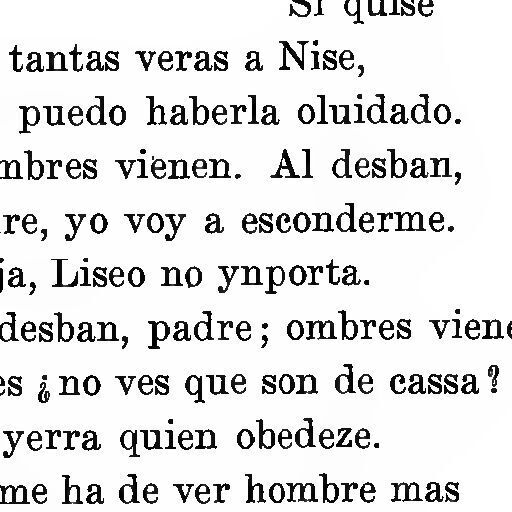 Si quise
tantas veras a Nise,
puedo haberla oluidado.
mbres vienen. Al desban,
re, yo voy a esconderme.
ja, Liseo no ynporta.
desban, padre; ombres viene
es ¿no ves que son de cassa?
yerra quien obedeze.
me ha de ver hombre mas